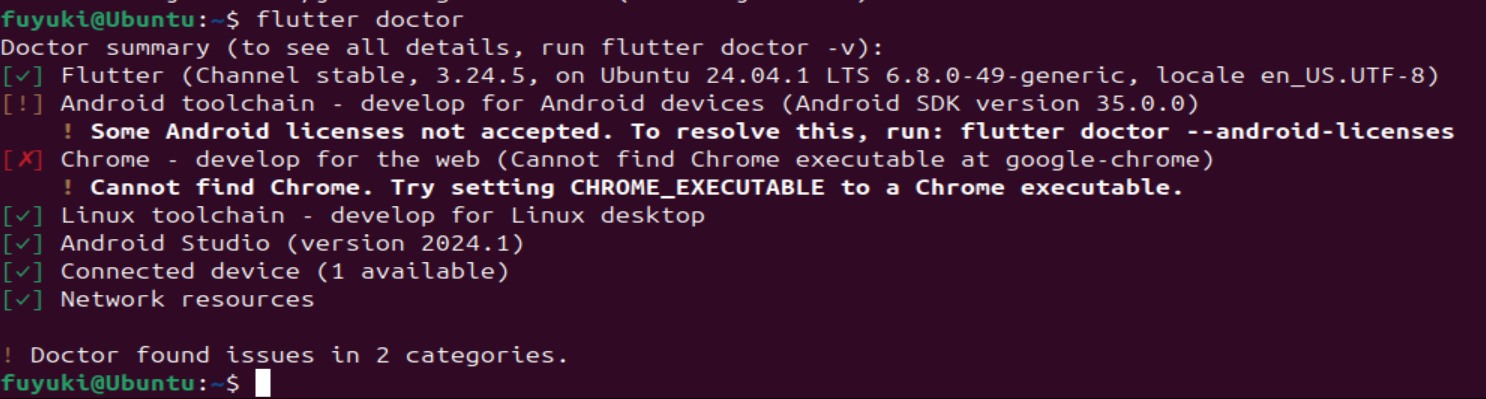 fuyuki@Ubuntu:~$ flutter doctor
Doctor summary (to see all details, run flutter doctor -v):
[✓] Flutter (Channel stable, 3.24.5, on Ubuntu 24.04.1 LTS 6.8.0-49-generic, locale en_US.UTF-8)
[!] Android toolchain - develop for Android devices (Android SDK version 35.0.0)
    ! Some Android licenses not accepted. To resolve this, run: flutter doctor --android-licenses
[✗] Chrome - develop for the web (Cannot find Chrome executable at google-chrome)
    ! Cannot find Chrome. Try setting CHROME_EXECUTABLE to a Chrome executable.
[✓] Linux toolchain - develop for Linux desktop
[✓] Android Studio (version 2024.1)
[✓] Connected device (1 available)
[✓] Network resources

! Doctor found issues in 2 categories.
fuyuki@Ubuntu:~$